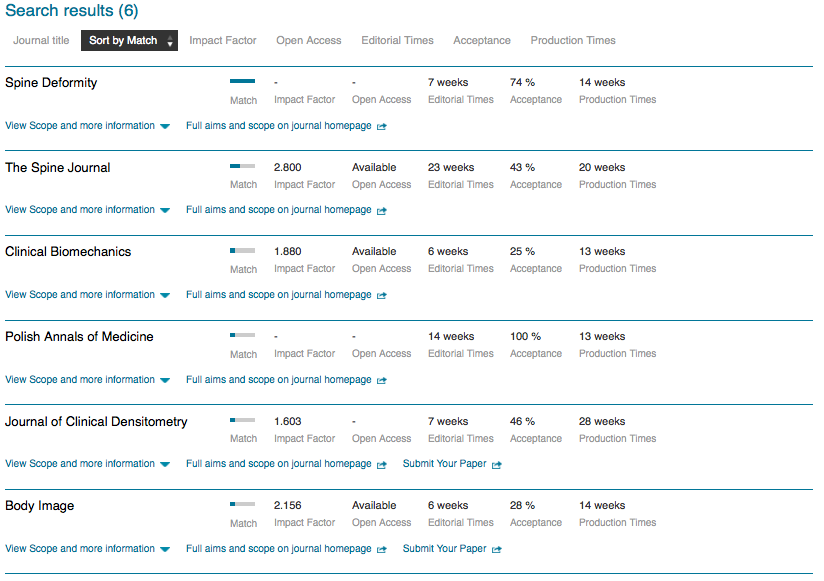 Search results (6)
Journal title Sort by Match Impact Factor Open Access Editorial Times Acceptance Production Times
Spine Deformity - - 7 weeks 74 % 14 weeks
Match Impact Factor Open Access Editorial Times Acceptance Production Times
View Scope and more information Full aims and scope on journal homepage
The Spine Journal 2.800 Available 23 weeks 43 % 20 weeks
Match Impact Factor Open Access Editorial Times Acceptance Production Times
View Scope and more information Full aims and scope on journal homepage
Clinical Biomechanics 1.880 Available 6 weeks 25 % 13 weeks
Match Impact Factor Open Access Editorial Times Acceptance Production Times
View Scope and more information Full aims and scope on journal homepage
Polish Annals of Medicine - - 14 weeks 100 % 13 weeks
Match Impact Factor Open Access Editorial Times Acceptance Production Times
View Scope and more information Full aims and scope on journal homepage
Journal of Clinical Densitometry 1.603 - 7 weeks 46 % 28 weeks
Match Impact Factor Open Access Editorial Times Acceptance Production Times
View Scope and more information Full aims and scope on journal homepage Submit Your Paper
Body Image 2.156 Available 6 weeks 28 % 14 weeks
Match Impact Factor Open Access Editorial Times Acceptance Production Times
View Scope and more information Full aims and scope on journal homepage Submit Your Paper